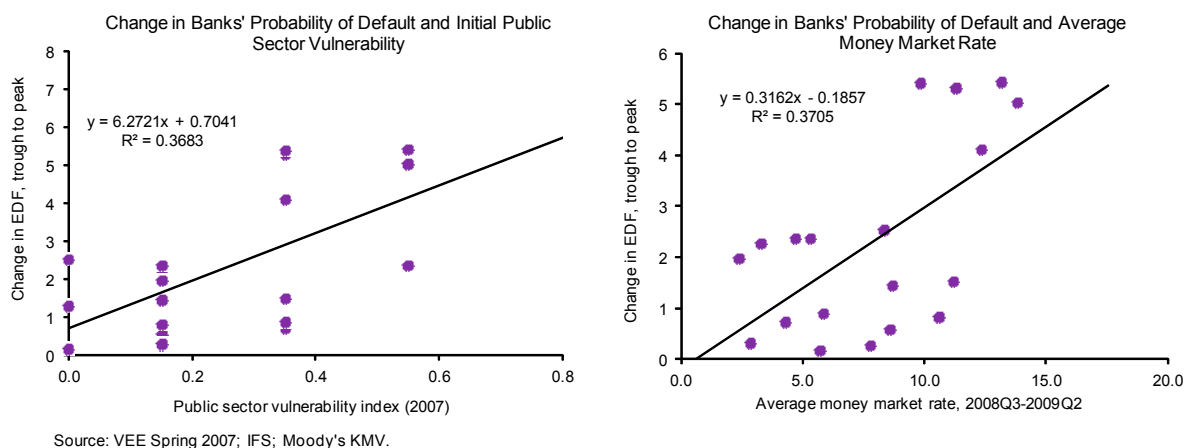 Change in Banks' Probability of Default and Initial Public
Sector Vulnerability
8
7
6
5
4
3
2
1
0
y = 6.2721x + 0.7041
R² = 0.3683
Change in EDF, trough to peak
0.0 0.2 0.4 0.6 0.8
Public sector vulnerability index (2007)
Change in Banks' Probability of Default and Average
Money Market Rate
6
5
4
3
2
1
0
y = 0.3162x - 0.1857
R² = 0.3705
Change in EDF, trough to peak
0.0 5.0 10.0 15.0 20.0
Average money market rate, 2008Q3-2009Q2
Source: VEE Spring 2007; IFS; Moody's KMV.